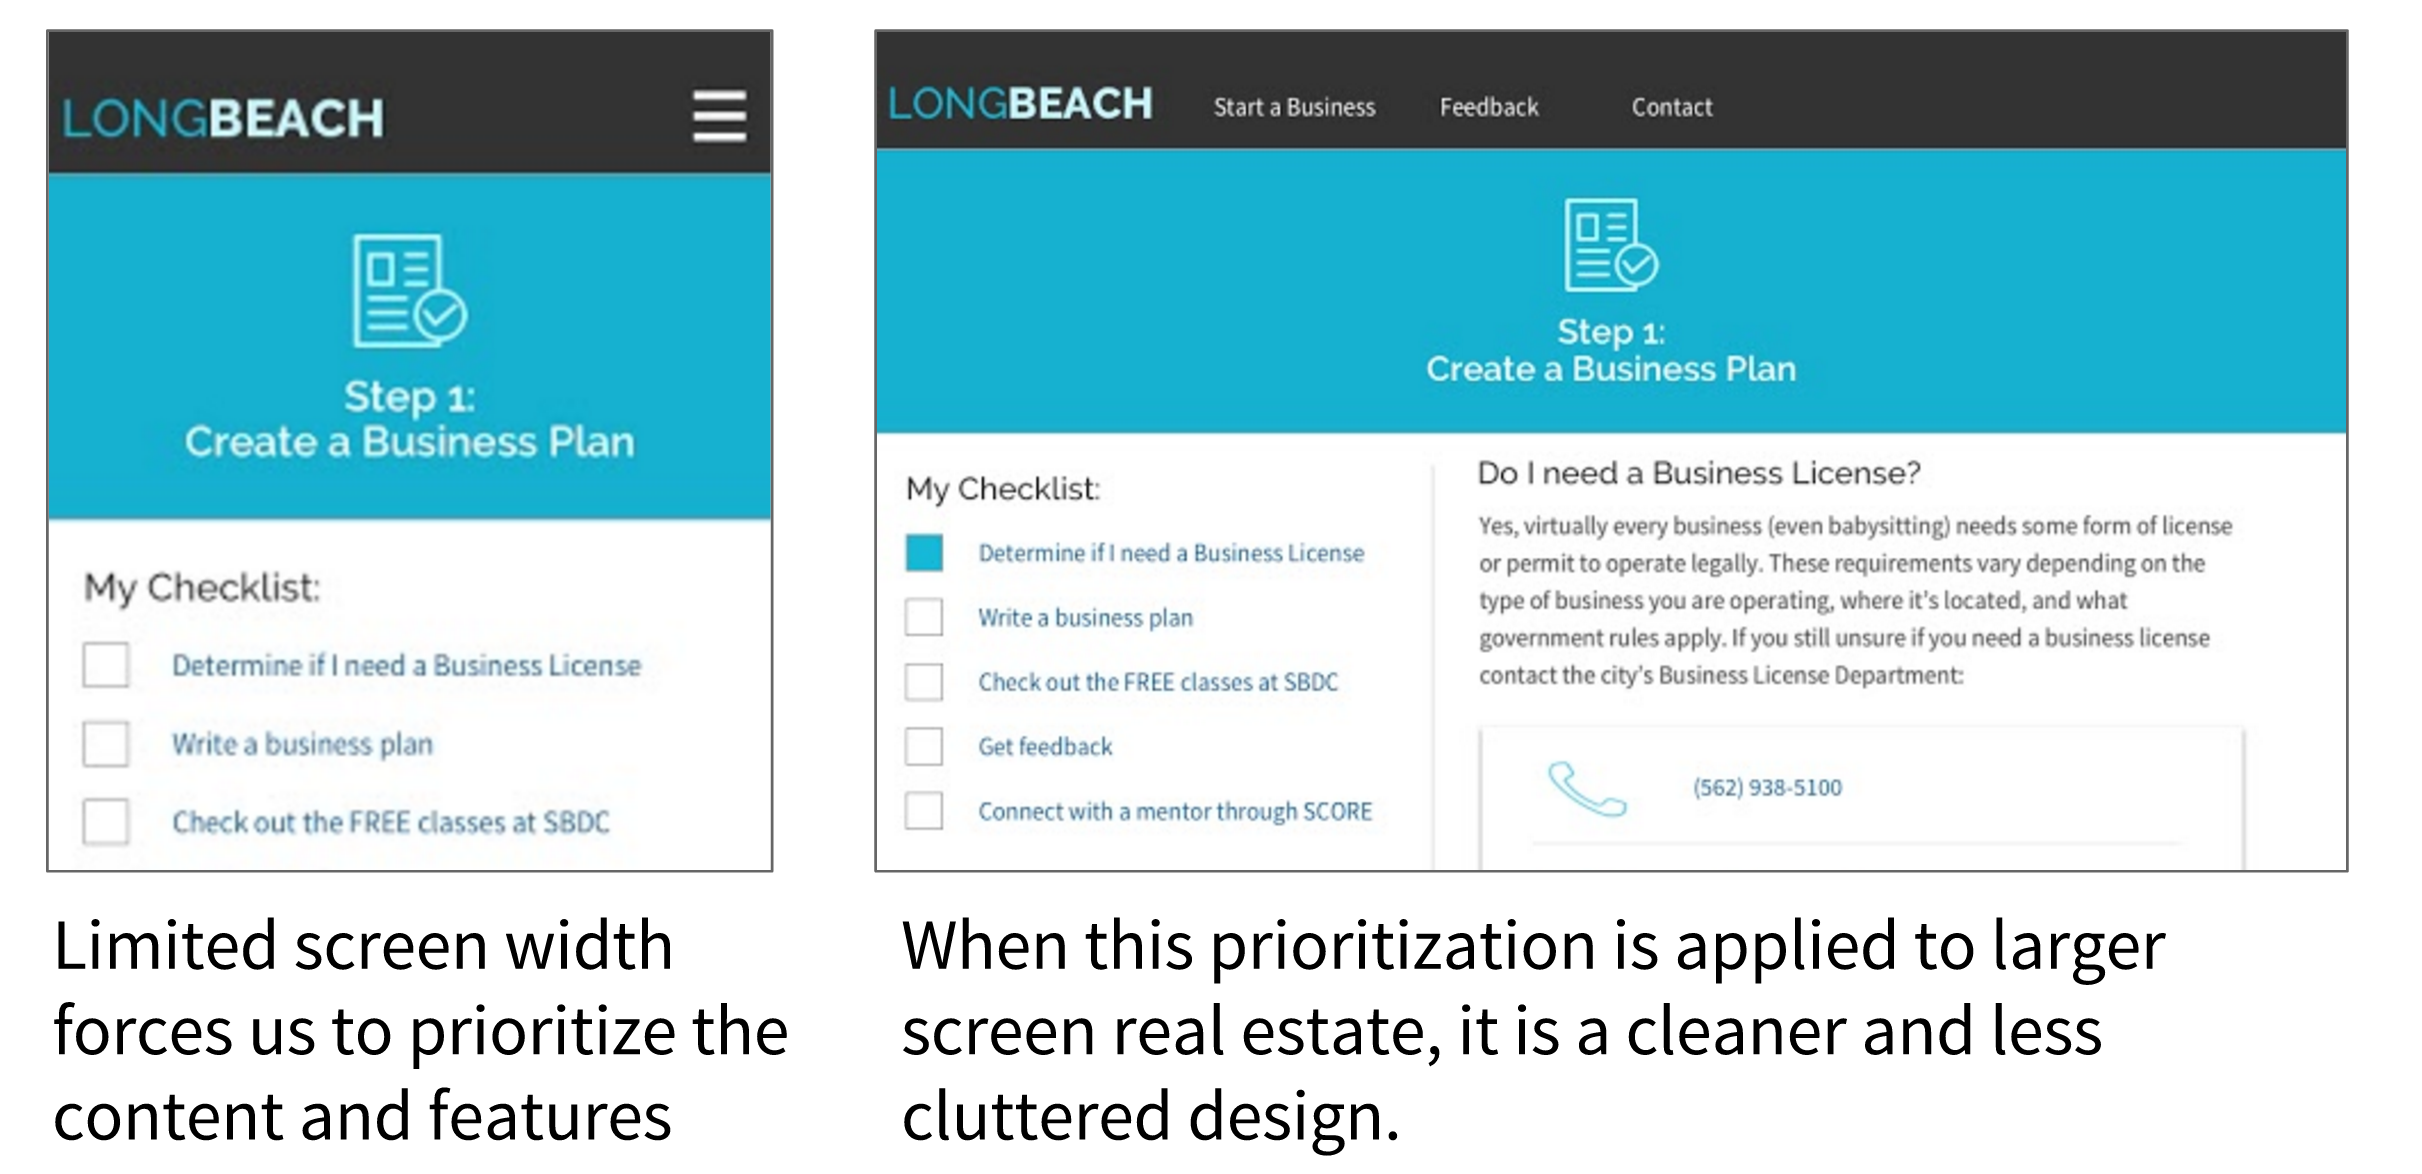 LONGBEACH
Step 1:
Create a Business Plan
My Checklist:
Determine if I need a Business License
Write a business plan
Check out the FREE classes at SBDC
Limited screen width
forces us to prioritize the
content and features
LONGBEACH Start a Business Feedback Contact
Step 1:
Create a Business Plan
My Checklist:
Determine if I need a Business License
Write a business plan
Check out the FREE classes at SBDC
Get feedback
Connect with a mentor through SCORE
Do I need a Business License?
Yes, virtually every business (even babysitting) needs some form of license
or permit to operate legally. These requirements vary depending on the
type of business you are operating, where it's located, and what
government rules apply. If you still unsure if you need a business license
contact the city's Business License Department:
(562) 938-5100
When this prioritization is applied to larger
screen real estate, it is a cleaner and less
cluttered design.